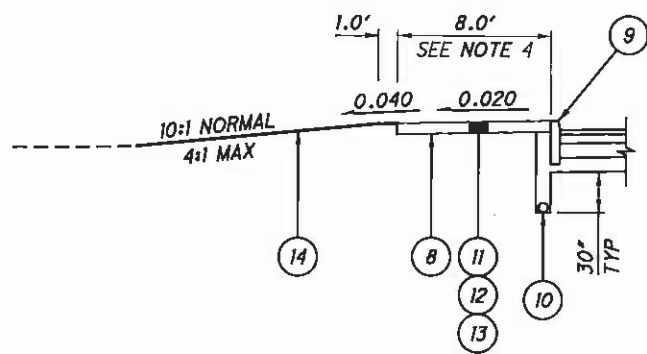 1.0' 8.0' 9
SEE NOTE 4
0.040 0.020
10:1 NORMAL
4:1 MAX
14 8 11 10 30" TYP
12
13